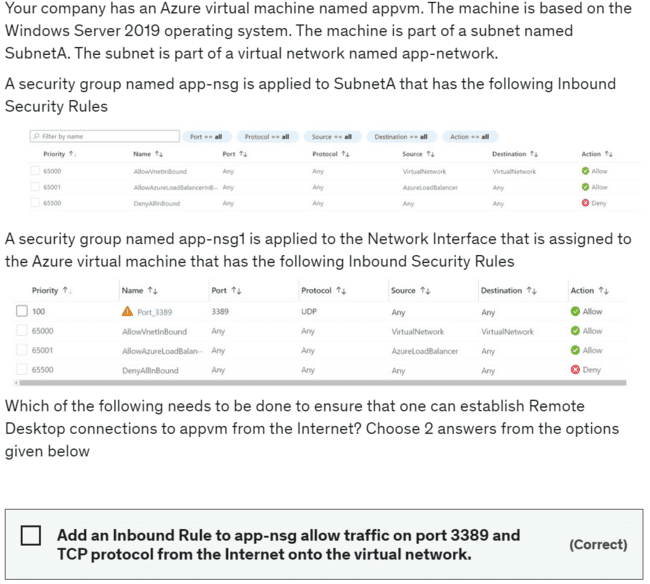 Your company has an Azure virtual machine named appvm. The machine is based on the
Windows Server 2019 operating system. The machine is part of a subnet named
SubnetA. The subnet is part of a virtual network named app-network.
A security group named app-nsg is applied to SubnetA that has the following Inbound
Security Rules
Filter by name Port == all Protocol == all Source == all Destination == all Action == all
Priority ↑↓ Name ↑↓ Port ↑↓ Protocol ↑↓ Source ↑↓ Destination ↑↓ Action ↑↓
65000 AllowVnetInBound Any Any VirtualNetwork VirtualNetwork Allow
65001 AllowAzureLoadBalancerInB... Any Any AzureLoadBalancer Any Allow
65500 DenyAllInBound Any Any Any Any Deny
A security group named app-nsg1 is applied to the Network Interface that is assigned to
the Azure virtual machine that has the following Inbound Security Rules
Priority ↑↓ Name ↑↓ Port ↑↓ Protocol ↑↓ Source ↑↓ Destination ↑↓ Action ↑↓
100 Port_3389 3389 UDP Any Any Allow
65000 AllowVnetInBound Any Any VirtualNetwork VirtualNetwork Allow
65001 AllowAzureLoadBalan... Any Any AzureLoadBalancer Any Allow
65500 DenyAllInBound Any Any Any Any Deny
Which of the following needs to be done to ensure that one can establish Remote
Desktop connections to appvm from the Internet? Choose 2 answers from the options
given below
Add an Inbound Rule to app-nsg allow traffic on port 3389 and
TCP protocol from the Internet onto the virtual network.
(Correct)